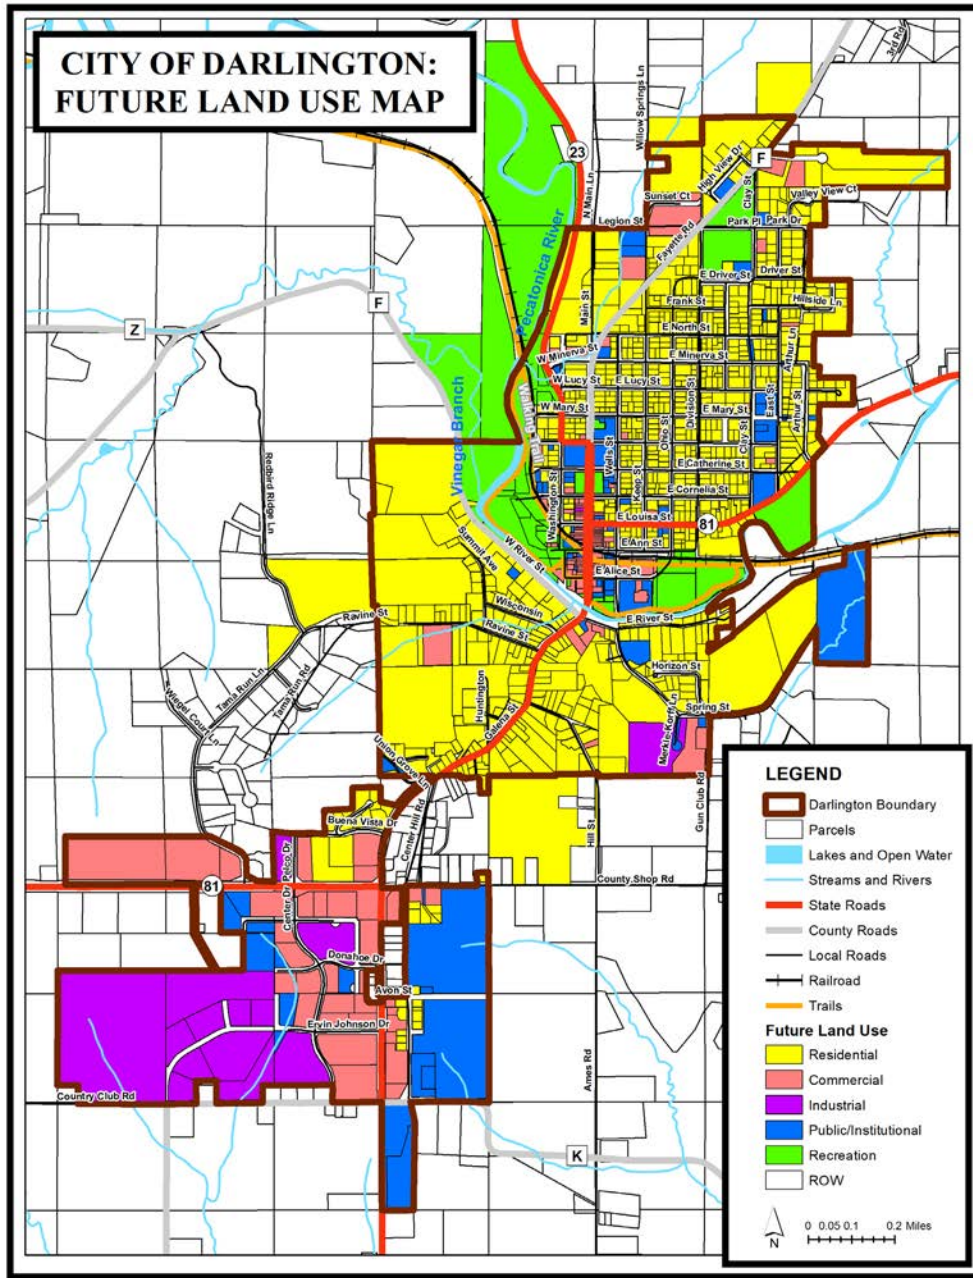 CITY OF DARLINGTON:
FUTURE LAND USE MAP
3rd Rd
Willow Springs Ln
23
N Main Ln
High View Dr
F
Clay St
Valley View Ct
Sunset Ct
Legion St
Park Pl
Park Dr
Fayette Rd
Pecatonica River
E Driver St
Driver St
Main St
Frank St
Hillside Ln
F
Z
E North St
W Minerva St
E Minerva St
Arthur Ln
W Lucy St
E Lucy St
Division St
East St
Arthur St
W Mary St
E Mary St
Walking Trail
Ohio St
Clay St
Vinegar Branch
Wells St
E Catherine St
Redbird Ridge Ln
Keep St
E Cornelia St
Washington St
E Louisa St
81
Summit Ave
W River St
E Ann St
E Alice St
Wisconsin
Ravine St
Ravine St
E River St
Horizon St
Tama Run Ln
Tama Run Rd
Wiegel Court Ln
Huntington
Galena St
Spring St
Merkle Korff Ln
Union Grove Ln
Gun Club Rd
Buena Vista Dr
Center Hill Rd
Hill St
Pelco Dr
81
County Shop Rd
Center Dr
Donahoe Dr
Avon St
Ervin Johnson Dr
Ames Rd
Country Club Rd
K
LEGEND
Darlington Boundary
Parcels
Lakes and Open Water
Streams and Rivers
State Roads
County Roads
Local Roads
Railroad
Trails
Future Land Use
Residential
Commercial
Industrial
Public/Institutional
Recreation
ROW
N
0 0.05 0.1 0.2 Miles